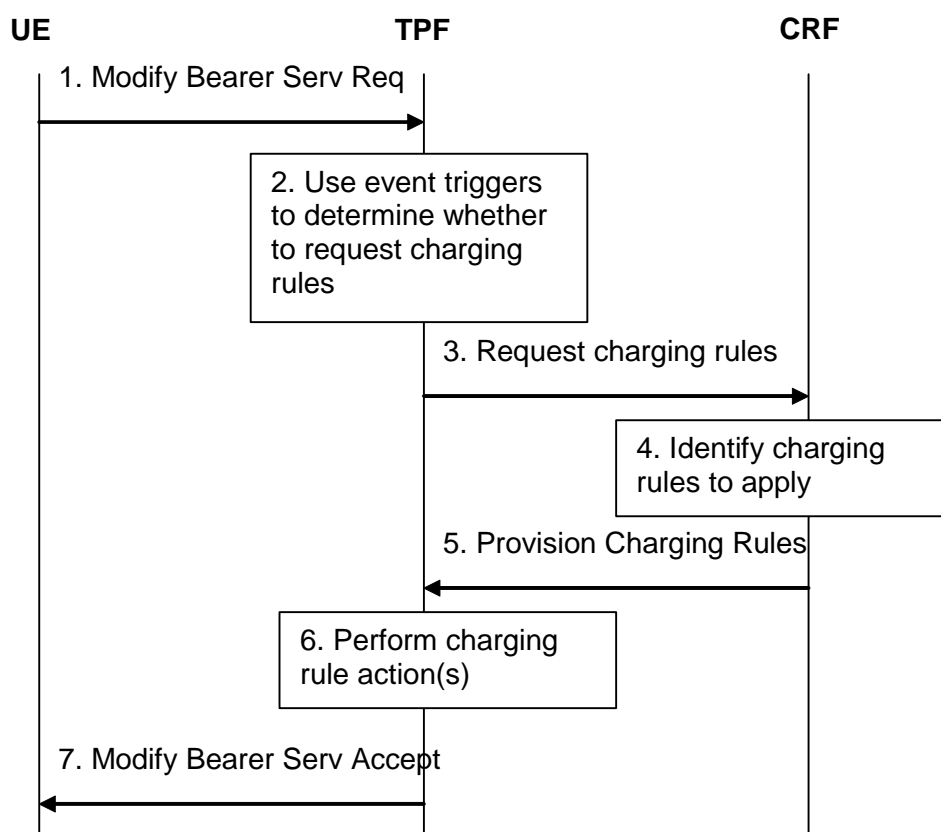 UE TPF CRF
1. Modify Bearer Serv Req
2. Use event triggers
to determine whether
to request charging
rules
3. Request charging rules
4. Identify charging
rules to apply
5. Provision Charging Rules
6. Perform charging
rule action(s)
7. Modify Bearer Serv Accept